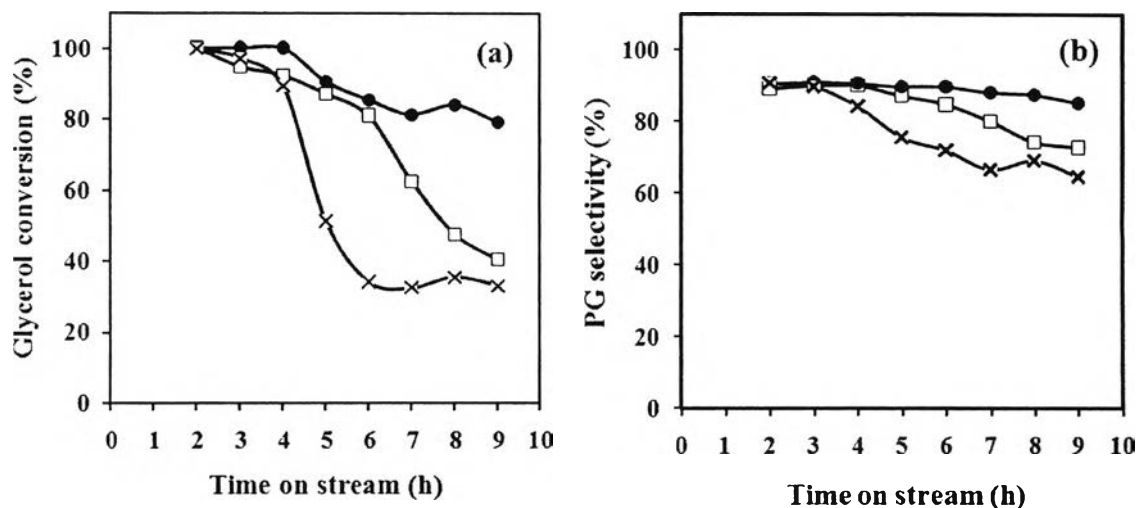 (a)
Glycerol conversion (%)
100
80
60
40
20
0
0 1 2 3 4 5 6 7 8 9 10
Time on stream (h)
(b)
PG selectivity (%)
100
80
60
40
20
0
0 1 2 3 4 5 6 7 8 9 10
Time on stream (h)